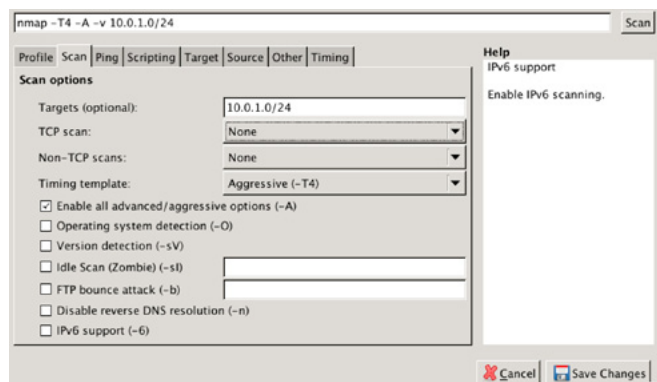 nmap -T4 -A -v 10.0.1.0/24 Scan
Profile Scan Ping Scripting Target Source Other Timing
Scan options
Targets (optional): 10.0.1.0/24
TCP scan: None
Non-TCP scans: None
Timing template: Aggressive (-T4)
Enable all advanced/aggressive options (-A)
Operating system detection (-O)
Version detection (-sV)
Idle Scan (Zombie) (-sI)
FTP bounce attack (-b)
Disable reverse DNS resolution (-n)
IPv6 support (-6)
Help
IPv6 support
Enable IPv6 scanning.
Cancel Save Changes